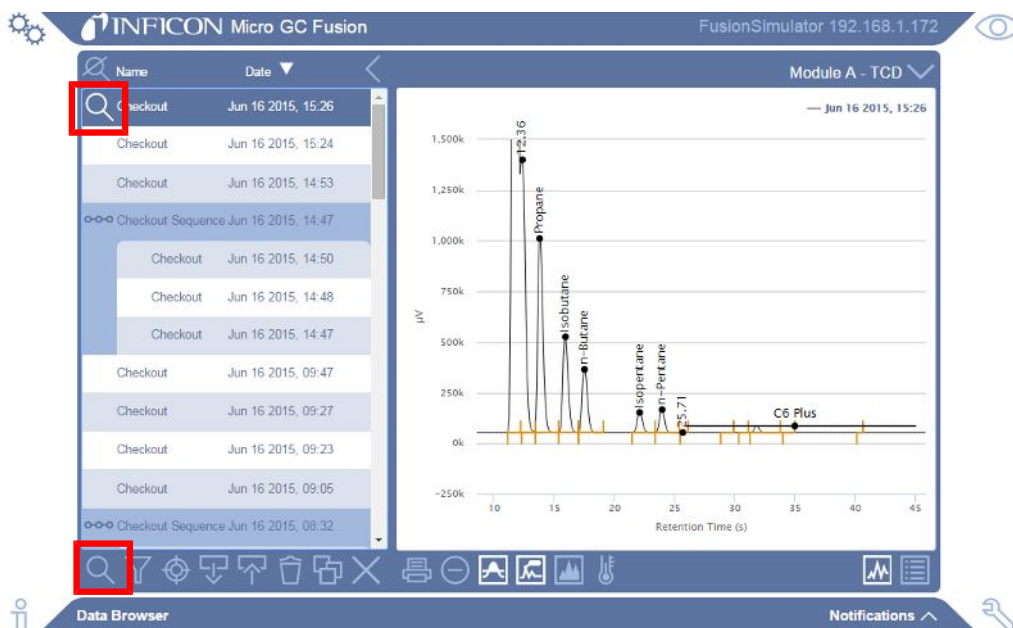 INFICON Micro GC Fusion
FusionSimulator 192.168.1.172
Name Date ▼
Module A - TCD
Checkout Jun 16 2015, 15:26
Checkout Jun 16 2015, 15:24
Checkout Jun 16 2015, 14:53
Checkout Sequence Jun 16 2015, 14:47
Checkout Jun 16 2015, 14:50
Checkout Jun 16 2015, 14:48
Checkout Jun 16 2015, 14:47
Checkout Jun 16 2015, 09:47
Checkout Jun 16 2015, 09:27
Checkout Jun 16 2015, 09:23
Checkout Jun 16 2015, 09:05
Checkout Sequence Jun 16 2015, 08:32
— Jun 16 2015, 15:26
1,500k
1,250k
1,000k
750k
500k
250k
0k
-250k
µV
12.36
Propane
Isobutane
n-Butane
Isopentane
n-Pentane
25.71
C6 Plus
10 15 20 25 30 35 40 45
Retention Time (s)
Data Browser
Notifications